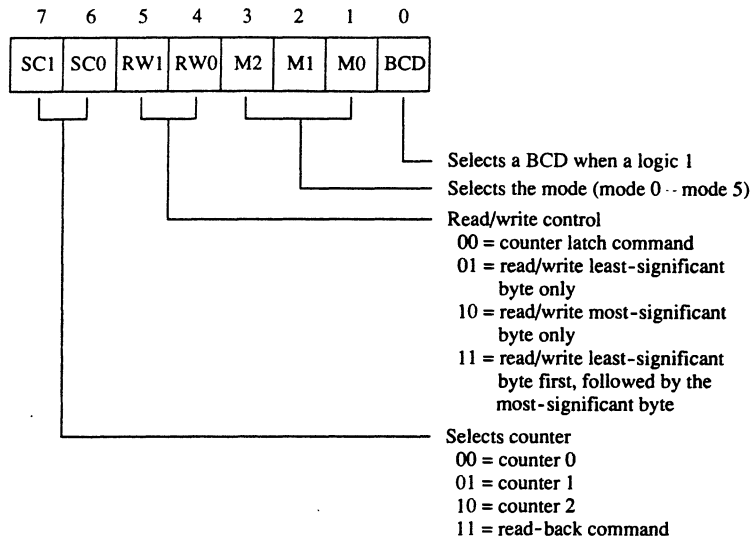 7 6 5 4 3 2 1 0
SC1 SC0 RW1 RW0 M2 M1 M0 BCD
Selects a BCD when a logic 1
Selects the mode (mode 0 -- mode 5)
Read/write control
00 = counter latch command
01 = read/write least-significant
byte only
10 = read/write most-significant
byte only
11 = read/write least-significant
byte first, followed by the
most-significant byte
Selects counter
00 = counter 0
01 = counter 1
10 = counter 2
11 = read-back command